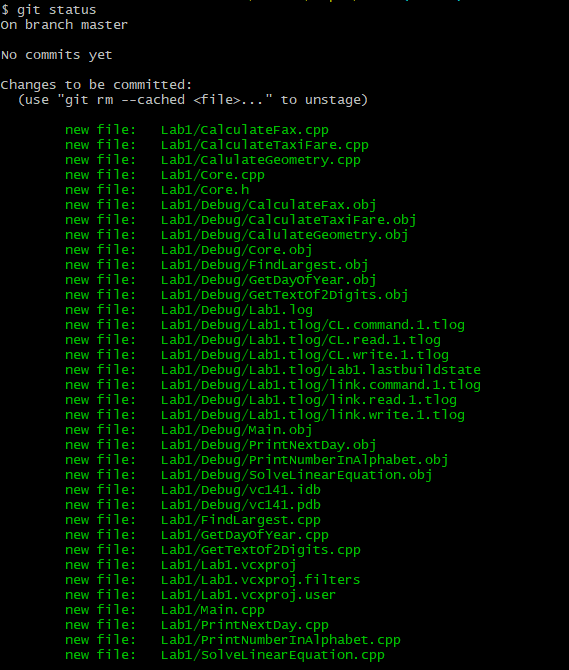 $ git status
On branch master
No commits yet
Changes to be committed:
(use "git rm --cached <file>..." to unstage)
new file: Lab1/CalculateFax.cpp
new file: Lab1/CalculateTaxiFare.cpp
new file: Lab1/CalulateGeometry.cpp
new file: Lab1/Core.cpp
new file: Lab1/Core.h
new file: Lab1/Debug/CalculateFax.obj
new file: Lab1/Debug/CalculateTaxiFare.obj
new file: Lab1/Debug/CalulateGeometry.obj
new file: Lab1/Debug/Core.obj
new file: Lab1/Debug/FindLargest.obj
new file: Lab1/Debug/GetDayOfYear.obj
new file: Lab1/Debug/GetTextOf2Digits.obj
new file: Lab1/Debug/Lab1.log
new file: Lab1/Debug/Lab1.tlog/CL.command.1.tlog
new file: Lab1/Debug/Lab1.tlog/CL.read.1.tlog
new file: Lab1/Debug/Lab1.tlog/CL.write.1.tlog
new file: Lab1/Debug/Lab1.tlog/Lab1.lastbuildstate
new file: Lab1/Debug/Lab1.tlog/link.command.1.tlog
new file: Lab1/Debug/Lab1.tlog/link.read.1.tlog
new file: Lab1/Debug/Lab1.tlog/link.write.1.tlog
new file: Lab1/Debug/Main.obj
new file: Lab1/Debug/PrintNextDay.obj
new file: Lab1/Debug/PrintNumberInAlphabet.obj
new file: Lab1/Debug/SolveLinearEquation.obj
new file: Lab1/Debug/vc141.idb
new file: Lab1/Debug/vc141.pdb
new file: Lab1/FindLargest.cpp
new file: Lab1/GetDayOfYear.cpp
new file: Lab1/GetTextOf2Digits.cpp
new file: Lab1/Lab1.vcxproj
new file: Lab1/Lab1.vcxproj.filters
new file: Lab1/Lab1.vcxproj.user
new file: Lab1/Main.cpp
new file: Lab1/PrintNextDay.cpp
new file: Lab1/PrintNumberInAlphabet.cpp
new file: Lab1/SolveLinearEquation.cpp